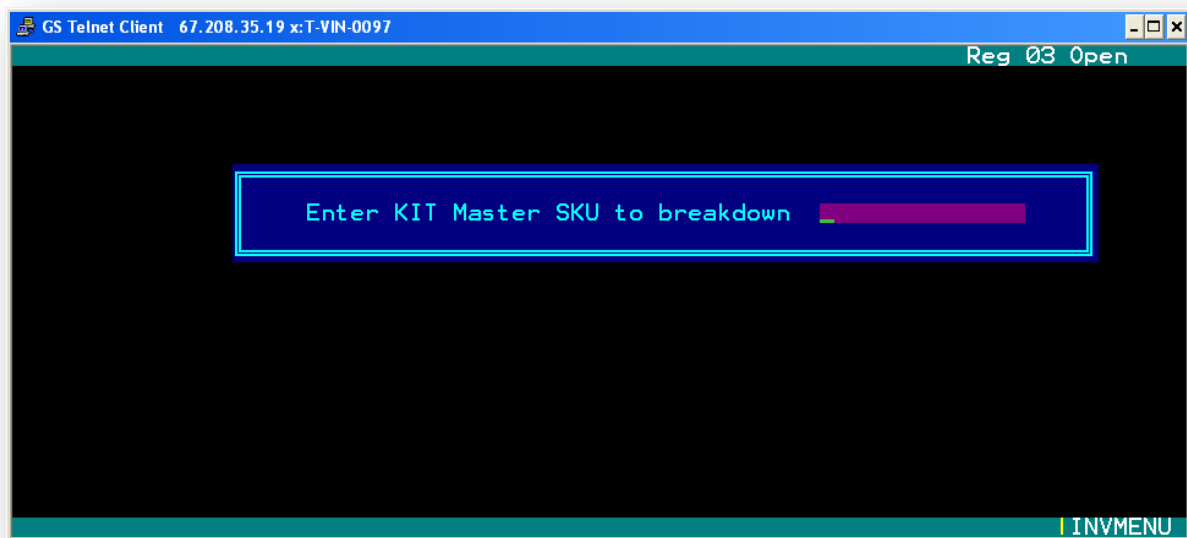 GS Telnet Client 67.208.35.19 x:T-VIN-0097
Reg 03 Open
Enter KIT Master SKU to breakdown _
INVMENU